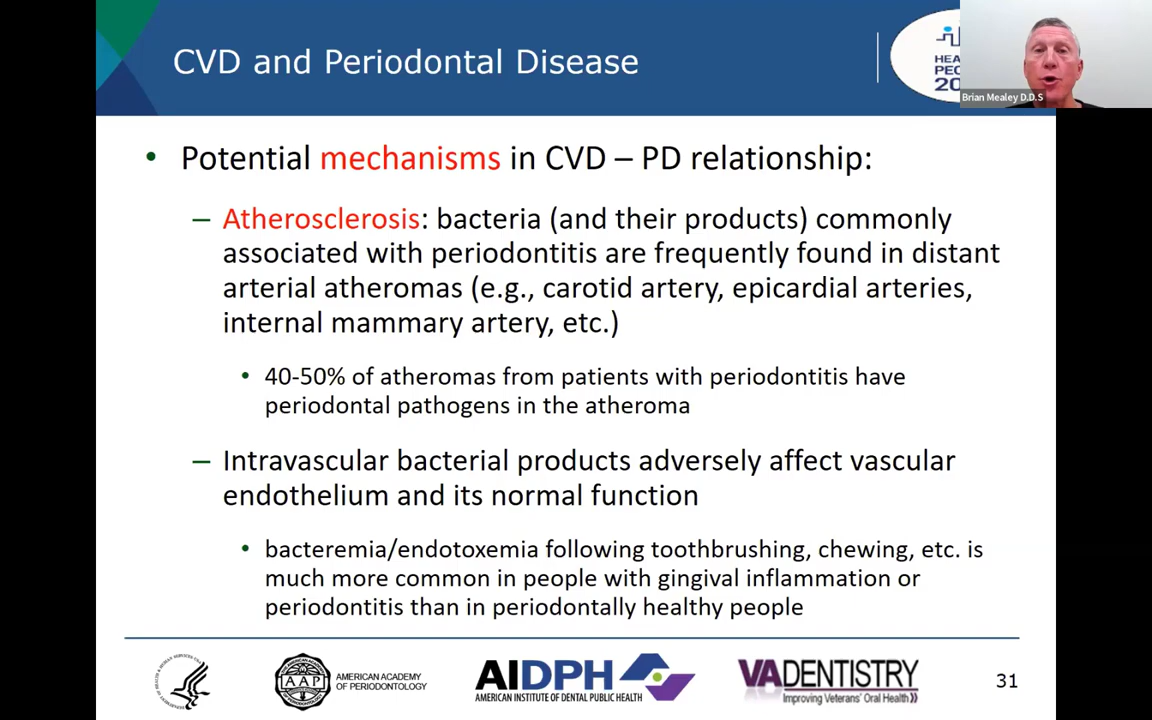 CVD and Periodontal Disease
Brian Mealey D.D.S
• Potential mechanisms in CVD – PD relationship:
– Atherosclerosis: bacteria (and their products) commonly
associated with periodontitis are frequently found in distant
arterial atheromas (e.g., carotid artery, epicardial arteries,
internal mammary artery, etc.)
• 40-50% of atheromas from patients with periodontitis have
periodontal pathogens in the atheroma
– Intravascular bacterial products adversely affect vascular
endothelium and its normal function
• bacteremia/endotoxemia following toothbrushing, chewing, etc. is
much more common in people with gingival inflammation or
periodontitis than in periodontally healthy people
AAP
AMERICAN ACADEMY
OF PERIODONTOLOGY
AIDPH
AMERICAN INSTITUTE OF DENTAL PUBLIC HEALTH
VADENTISTRY
Improving Veterans' Oral Health
31